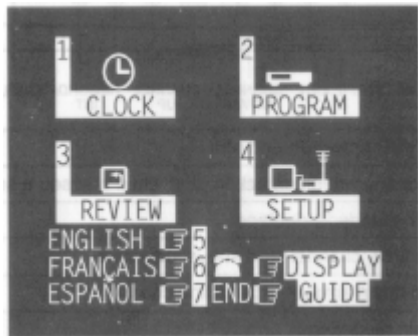 1 2
CLOCK PROGRAM
3 4
REVIEW SETUP
ENGLISH ☞ 5
FRANÇAIS ☞ 6 ☎ ☞ DISPLAY
ESPAÑOL ☞ 7 END ☞ GUIDE